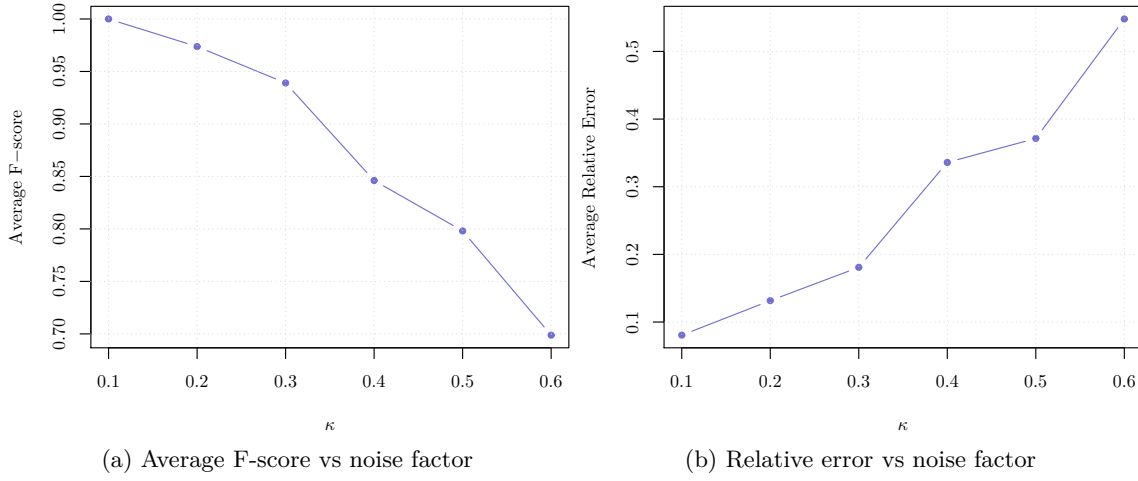 Average F−score
1.00
0.95
0.90
0.85
0.80
0.75
0.70
0.1 0.2 0.3 0.4 0.5 0.6
κ
(a) Average F-score vs noise factor
Average Relative Error
0.5
0.4
0.3
0.2
0.1
0.1 0.2 0.3 0.4 0.5 0.6
κ
(b) Relative error vs noise factor